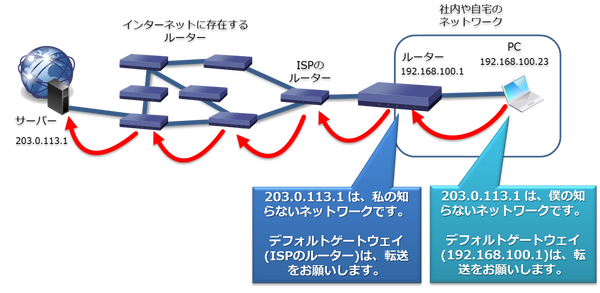 社内や自宅の
ネットワーク
インターネットに存在する
ルーター
ISPの
ルーター
ルーター
192.168.100.1
PC
192.168.100.23
サーバー
203.0.113.1
203.0.113.1 は、私の知
らないネットワークです。
デフォルトゲートウェイ
(ISPのルーター)は、転送
をお願いします。
203.0.113.1 は、僕の知
らないネットワークです。
デフォルトゲートウェイ
(192.168.100.1)は、転
送をお願いします。